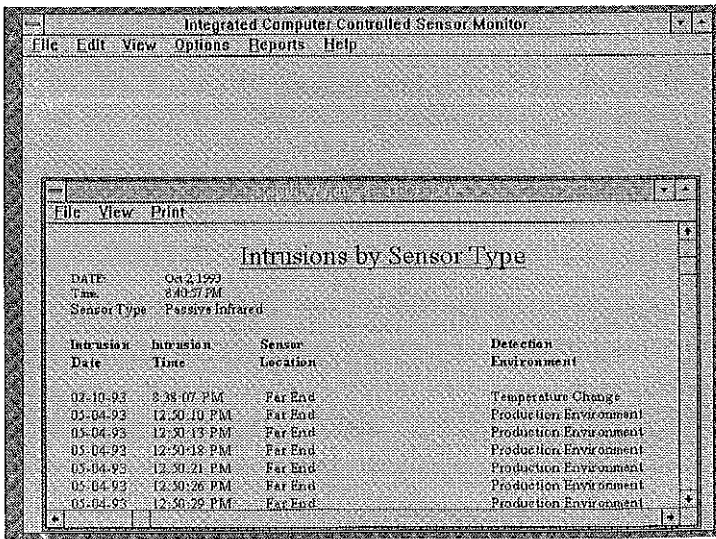 Integrated Computer Controlled Sensor Monitor
File Edit View Options Reports Help
File View Print
Intrusions by Sensor Type
DATE: Oct 2, 1993
Time: 8:40:57 PM
Sensor Type Passive Infrared
Intrusion Intrusion Sensor Detection
Date Time Location Environment
02-10-93 8:38:07 PM Far End Temperature Change
05-04-93 12:50:10 PM Far End Production Environment
05-04-93 12:50:13 PM Far End Production Environment
05-04-93 12:50:18 PM Far End Production Environment
05-04-93 12:50:21 PM Far End Production Environment
05-04-93 12:50:26 PM Far End Production Environment
05-04-93 12:50:29 PM Far End Production Environment